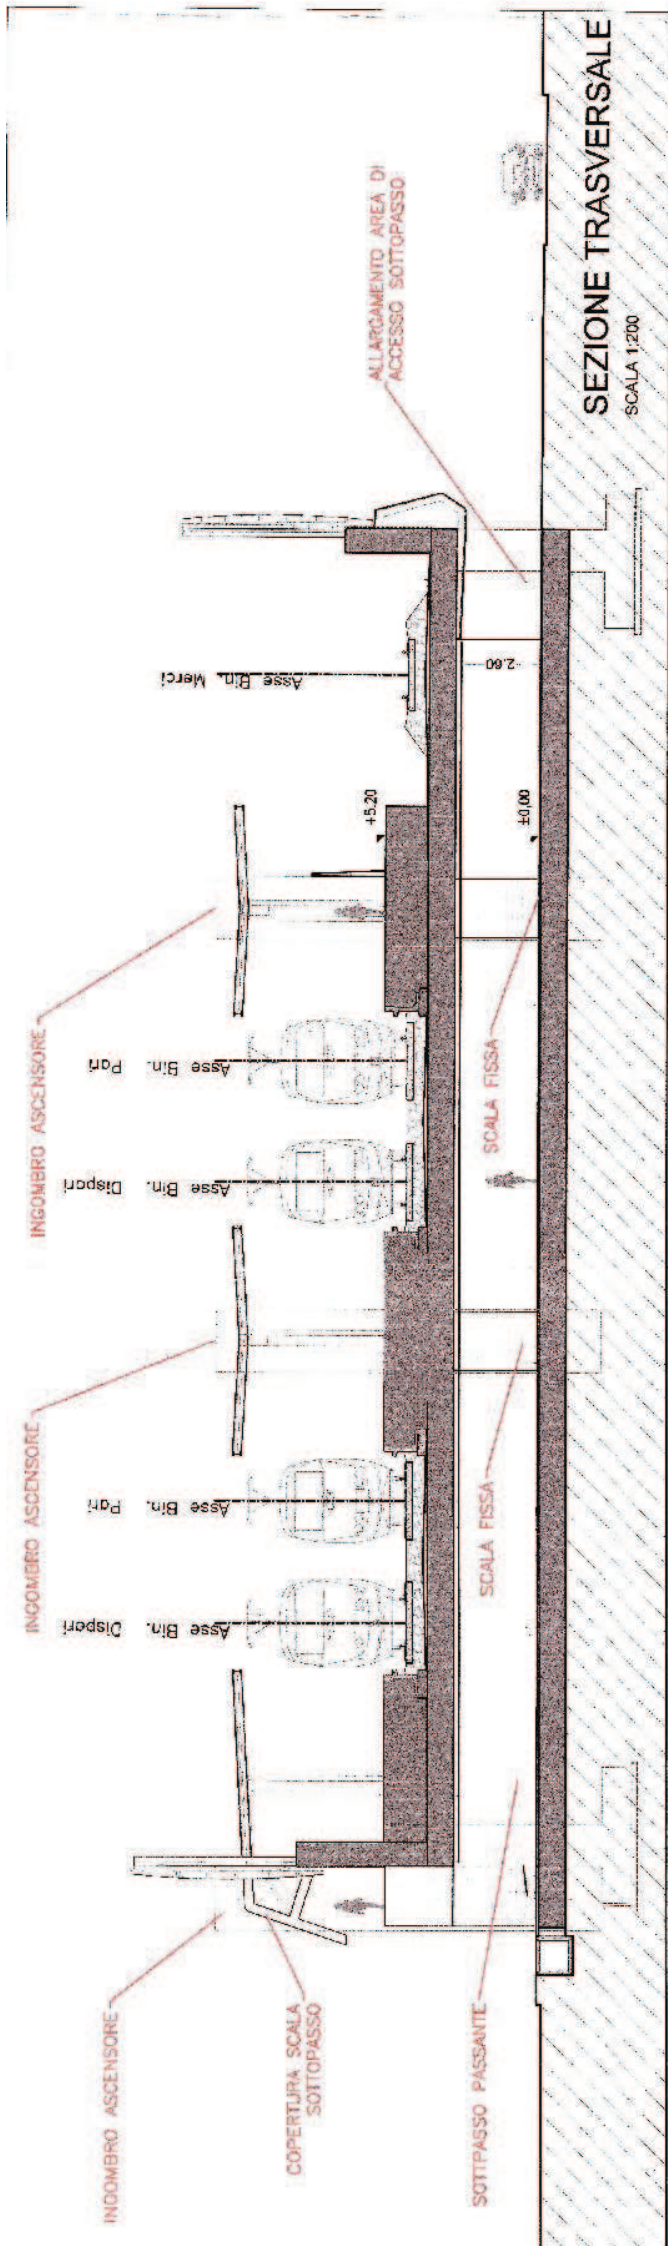 INGOMBRO ASCENSORE
INGOMBRO ASCENSORE
INGOMBRO ASCENSORE
COPERTURA SCALA
SOTTOPASSO
Asse Bin. Dispari
Asse Bin. Pari
Asse Bin. Dispari
Asse Bin. Pari
Asse Bin. Merci
ALLARGAMENTO AREA DI
ACCESSO SOTTOPASSO
+5.20
±0,00
2.60
SOTTPASSO PASSANTE
SCALA FISSA
SCALA FISSA
SEZIONE TRASVERSALE
SCALA 1:200